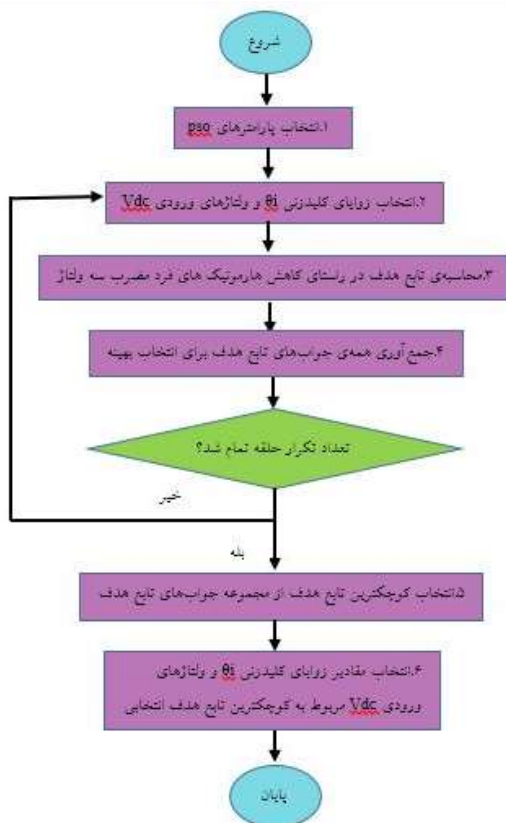 شروع
۱.انتخاب پارامترهای pso
۲.انتخاب زوایای کلیدزنی θi و ولتاژهای ورودی Vdc
۳.محاسبه‌ی تابع هدف در راستای کاهش هارمونیک های فرد مضرب سه ولتاژ
۴.جمع‌آوری همه‌ی جواب‌های تابع هدف برای انتخاب بهینه
تعداد تکرار حلقه تمام شد؟
خیر
بله
۵.انتخاب کوچکترین تابع هدف از مجموعه جواب‌های تابع هدف
۶.انتخاب مقادیر زوایای کلیدزنی θi و ولتاژهای
ورودی Vdc مربوط به کوچکترین تابع هدف انتخابی
پایان